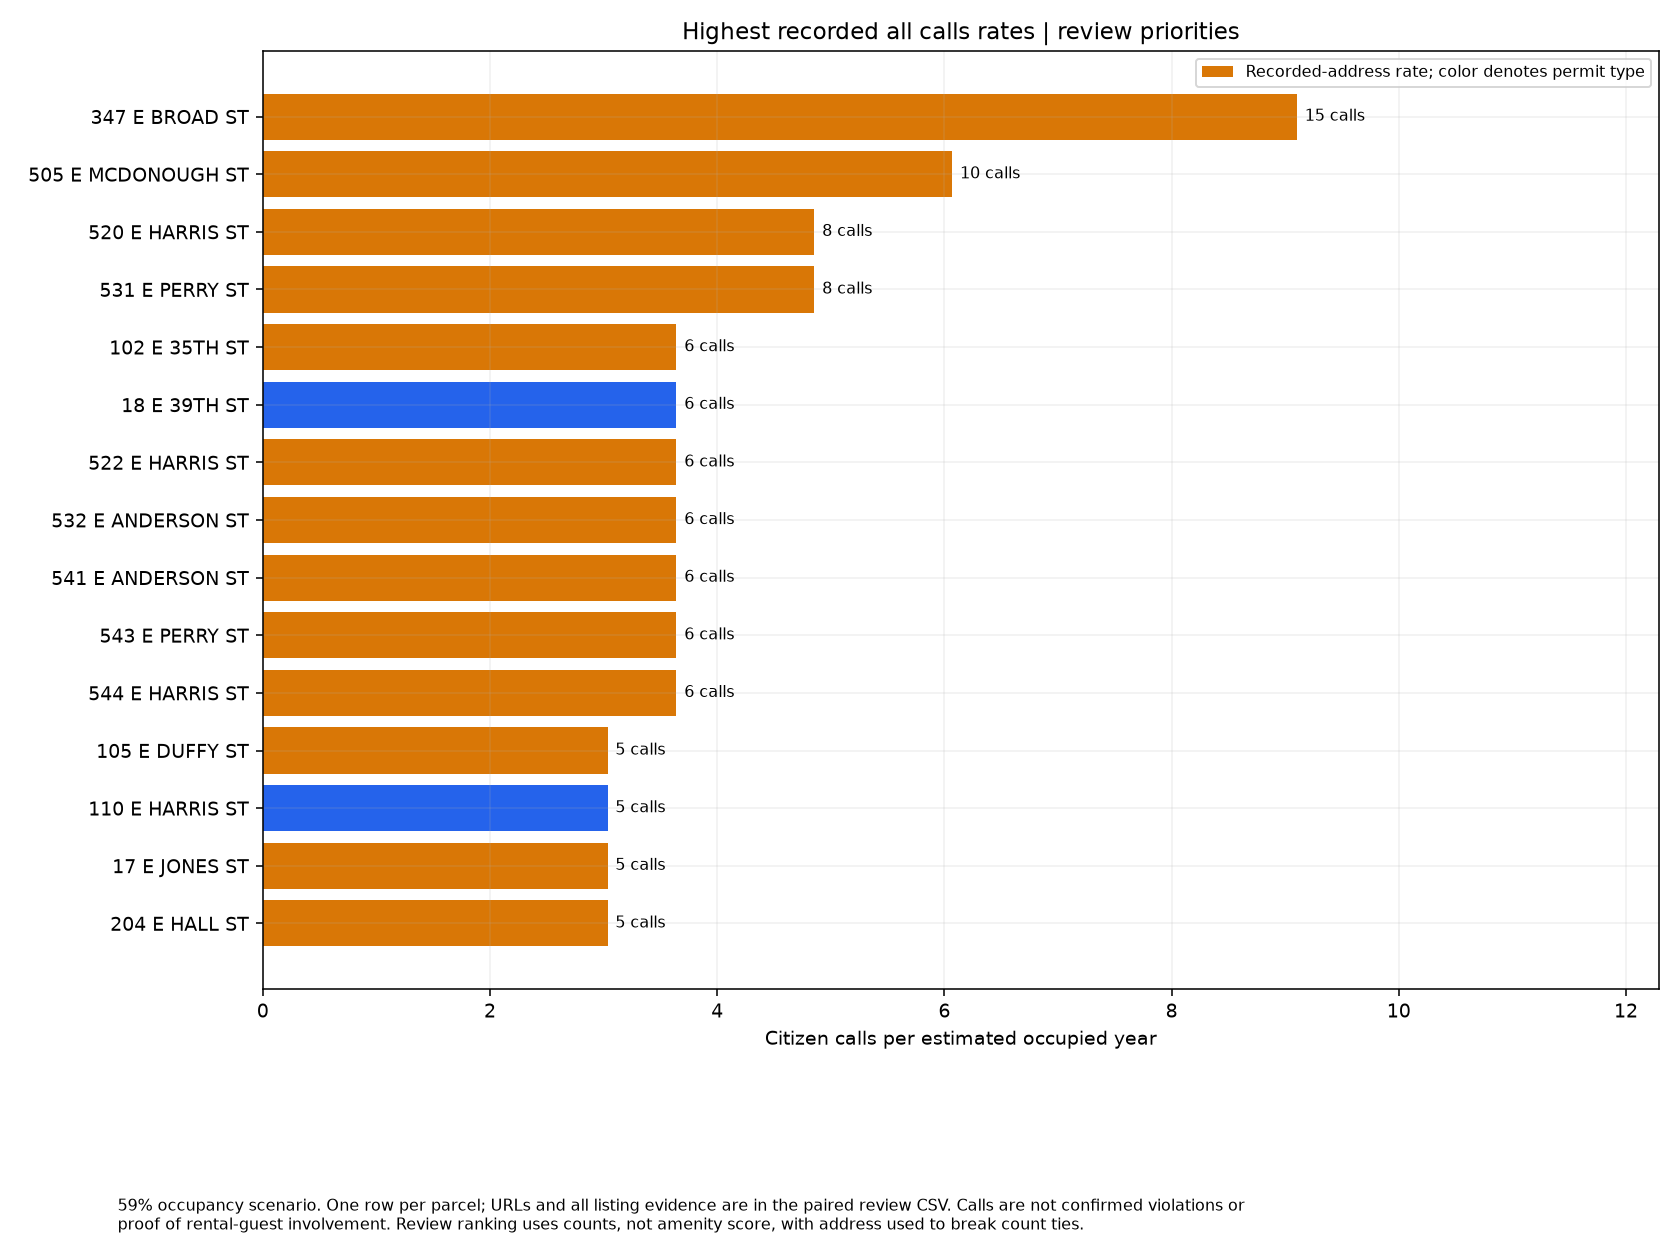 Highest recorded all calls rates | review priorities
Recorded-address rate; color denotes permit type
347 E BROAD ST 15 calls
505 E MCDONOUGH ST 10 calls
520 E HARRIS ST 8 calls
531 E PERRY ST 8 calls
102 E 35TH ST 6 calls
18 E 39TH ST 6 calls
522 E HARRIS ST 6 calls
532 E ANDERSON ST 6 calls
541 E ANDERSON ST 6 calls
543 E PERRY ST 6 calls
544 E HARRIS ST 6 calls
105 E DUFFY ST 5 calls
110 E HARRIS ST 5 calls
17 E JONES ST 5 calls
204 E HALL ST 5 calls
0 2 4 6 8 10 12
Citizen calls per estimated occupied year
59% occupancy scenario. One row per parcel; URLs and all listing evidence are in the paired review CSV. Calls are not confirmed violations or
proof of rental-guest involvement. Review ranking uses counts, not amenity score, with address used to break count ties.